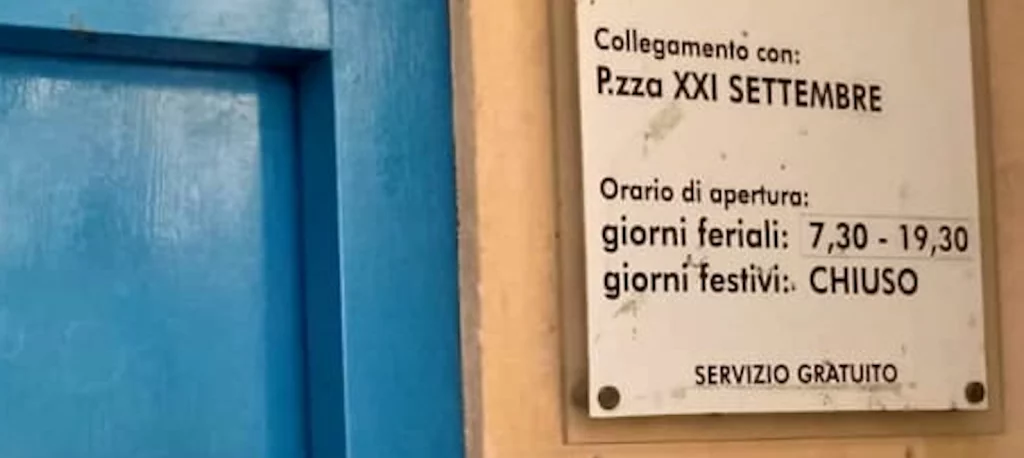 Collegamento con:
P.zza XXI SETTEMBRE
Orario di apertura:
giorni feriali: 7,30 - 19,30
giorni festivi: CHIUSO
SERVIZIO GRATUITO